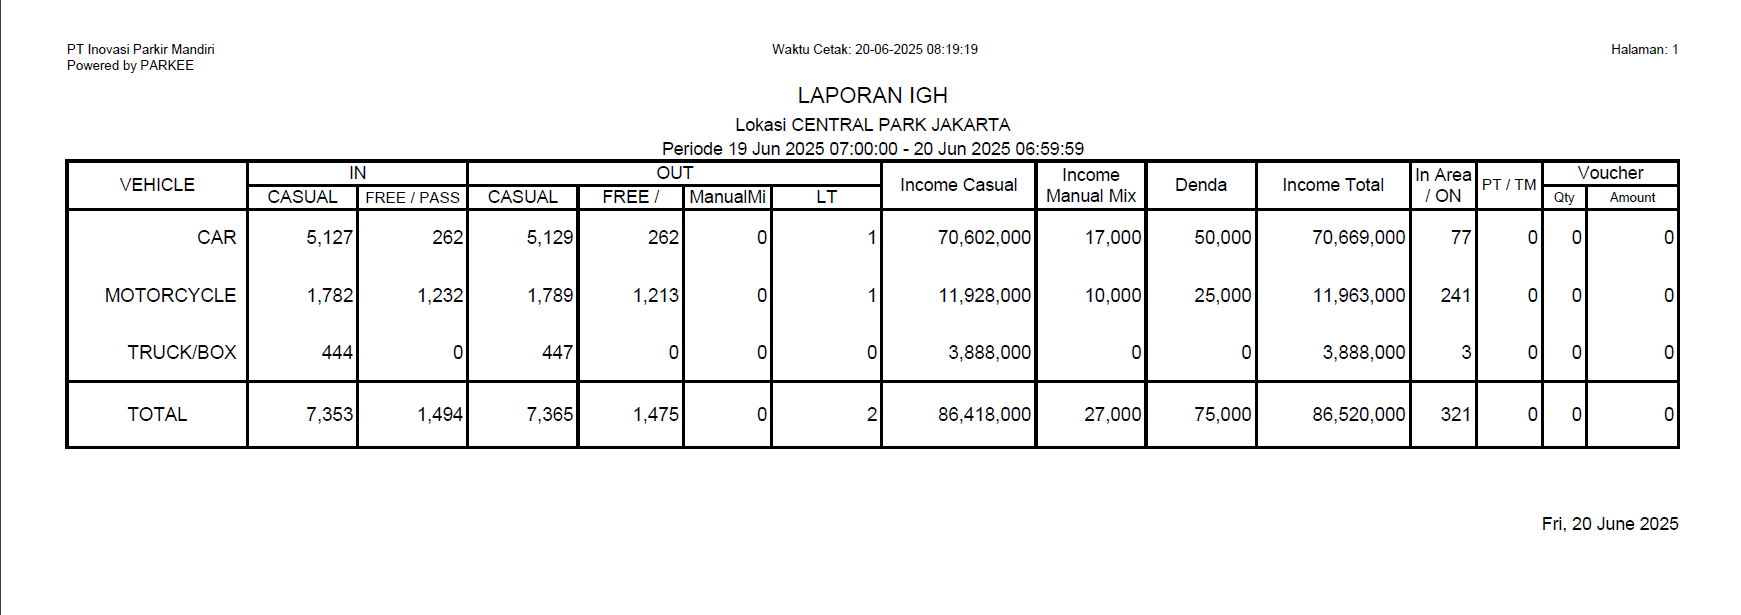 PT Inovasi Parkir Mandiri Waktu Cetak: 20-06-2025 08:19:19 Halaman: 1
Powered by PARKEE
LAPORAN IGH
Lokasi CENTRAL PARK JAKARTA
Periode 19 Jun 2025 07:00:00 - 20 Jun 2025 06:59:59
VEHICLE IN OUT Income Casual Income Manual Mix Denda Income Total In Area / ON PT / TM Voucher
CASUAL FREE / PASS CASUAL FREE / ManualMi LT Qty Amount
CAR 5,127 262 5,129 262 0 1 70,602,000 17,000 50,000 70,669,000 77 0 0 0
MOTORCYCLE 1,782 1,232 1,789 1,213 0 1 11,928,000 10,000 25,000 11,963,000 241 0 0 0
TRUCK/BOX 444 0 447 0 0 0 3,888,000 0 0 3,888,000 3 0 0 0
TOTAL 7,353 1,494 7,365 1,475 0 2 86,418,000 27,000 75,000 86,520,000 321 0 0 0
Fri, 20 June 2025